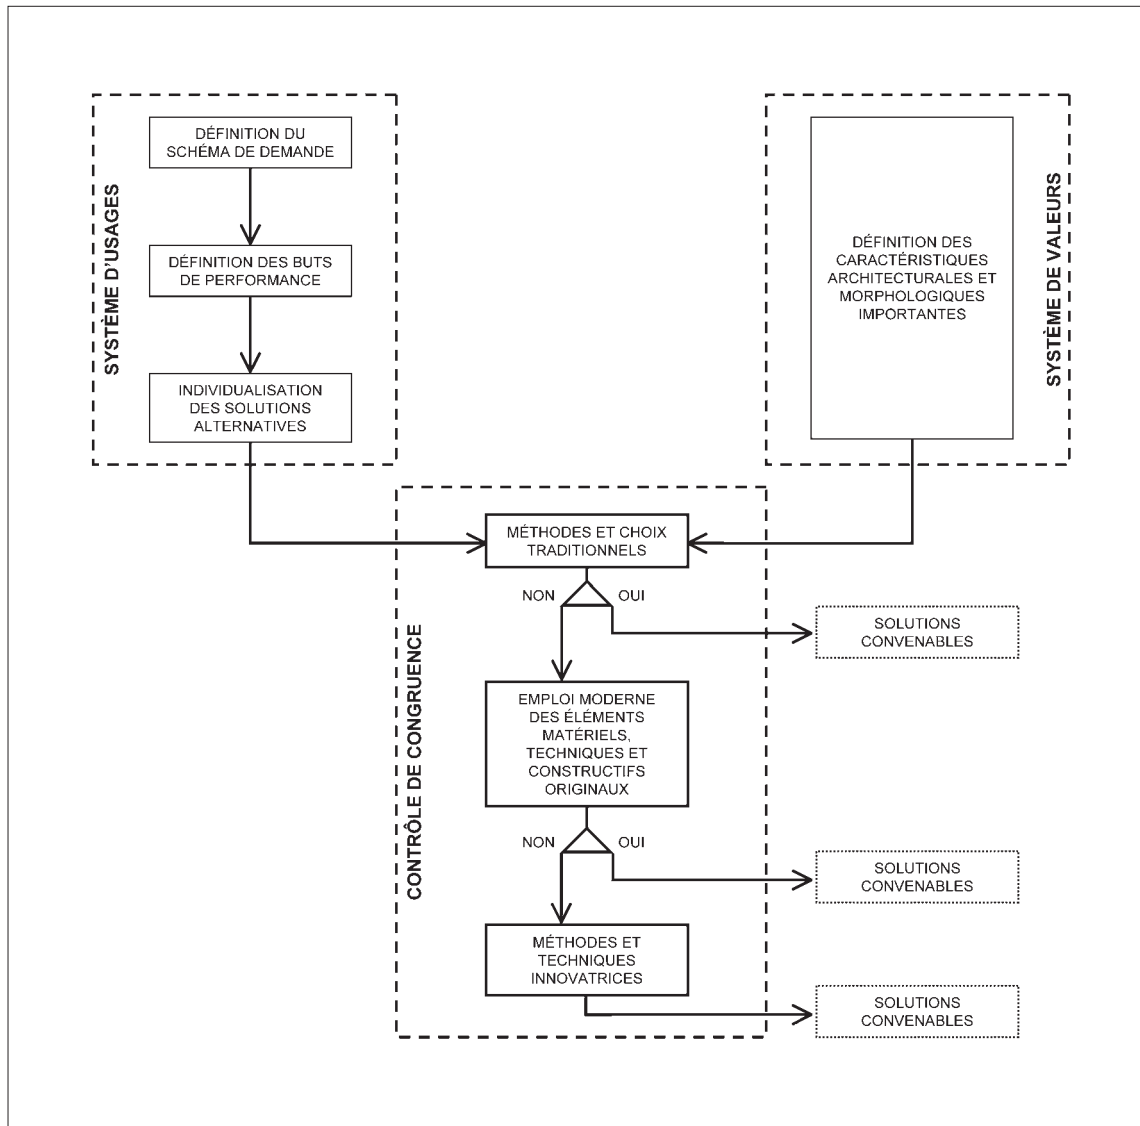 SYSTÈME D'USAGES
DÉFINITION DU
SCHÉMA DE DEMANDE
DÉFINITION DES BUTS
DE PERFORMANCE
INDIVIDUALISATION
DES SOLUTIONS
ALTERNATIVES
DÉFINITION DES
CARACTÉRISTIQUES
ARCHITECTURALES ET
MORPHOLOGIQUES
IMPORTANTES
SYSTÈME DE VALEURS
CONTRÔLE DE CONGRUENCE
MÉTHODES ET CHOIX
TRADITIONNELS
NON
OUI
SOLUTIONS
CONVENABLES
EMPLOI MODERNE
DES ÉLÉMENTS
MATÉRIELS,
TECHNIQUES ET
CONSTRUCTIFS
ORIGINAUX
NON
OUI
SOLUTIONS
CONVENABLES
MÉTHODES ET
TECHNIQUES
INNOVATRICES
SOLUTIONS
CONVENABLES